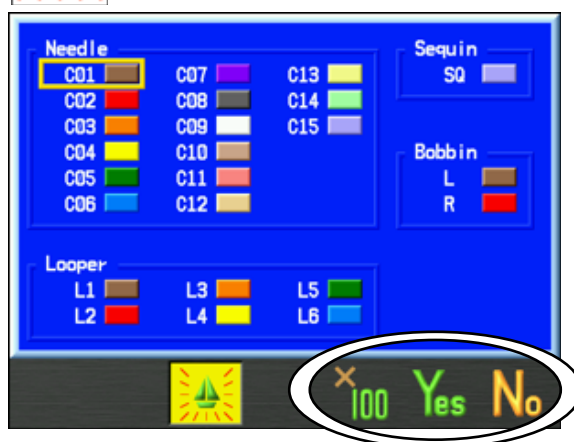 Needle
C01 C07 C13
C02 C08 C14
C03 C09 C15
C04 C10
C05 C11
C06 C12
Sequin
SQ
Bobbin
L
R
Looper
L1 L3 L5
L2 L4 L6
×100 Yes No